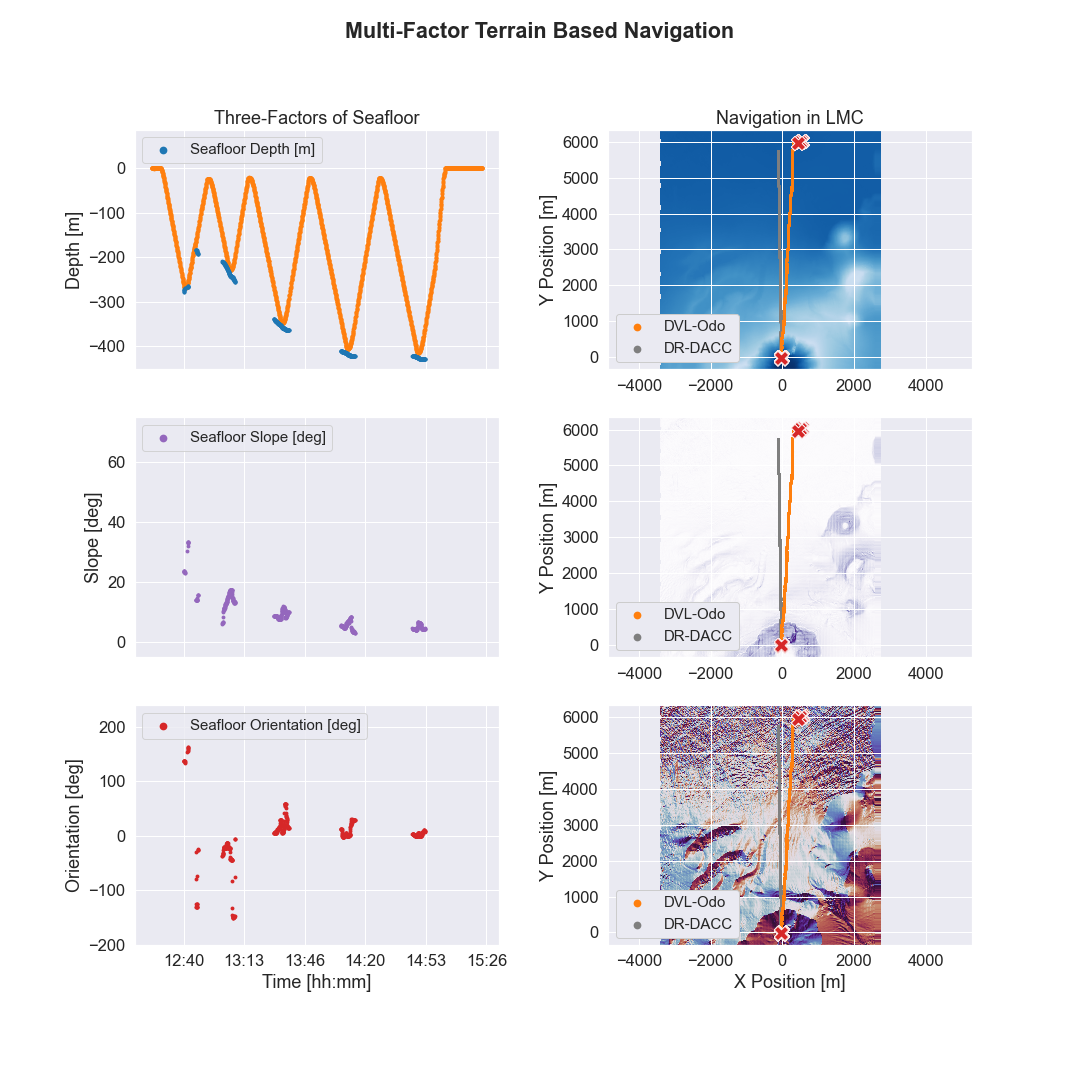 Multi-Factor Terrain Based Navigation
Three-Factors of Seafloor
Seafloor Depth [m]
Depth [m]
0
−100
−200
−300
−400
Navigation in LMC
Y Position [m]
6000
5000
4000
3000
2000
1000
0
DVL-Odo
DR-DACC
−4000 −2000 0 2000 4000
Seafloor Slope [deg]
Slope [deg]
60
40
20
0
Y Position [m]
6000
5000
4000
3000
2000
1000
0
DVL-Odo
DR-DACC
−4000 −2000 0 2000 4000
Seafloor Orientation [deg]
Orientation [deg]
200
100
0
−100
−200
12:40 13:13 13:46 14:20 14:53 15:26
Time [hh:mm]
Y Position [m]
6000
5000
4000
3000
2000
1000
0
DVL-Odo
DR-DACC
−4000 −2000 0 2000 4000
X Position [m]